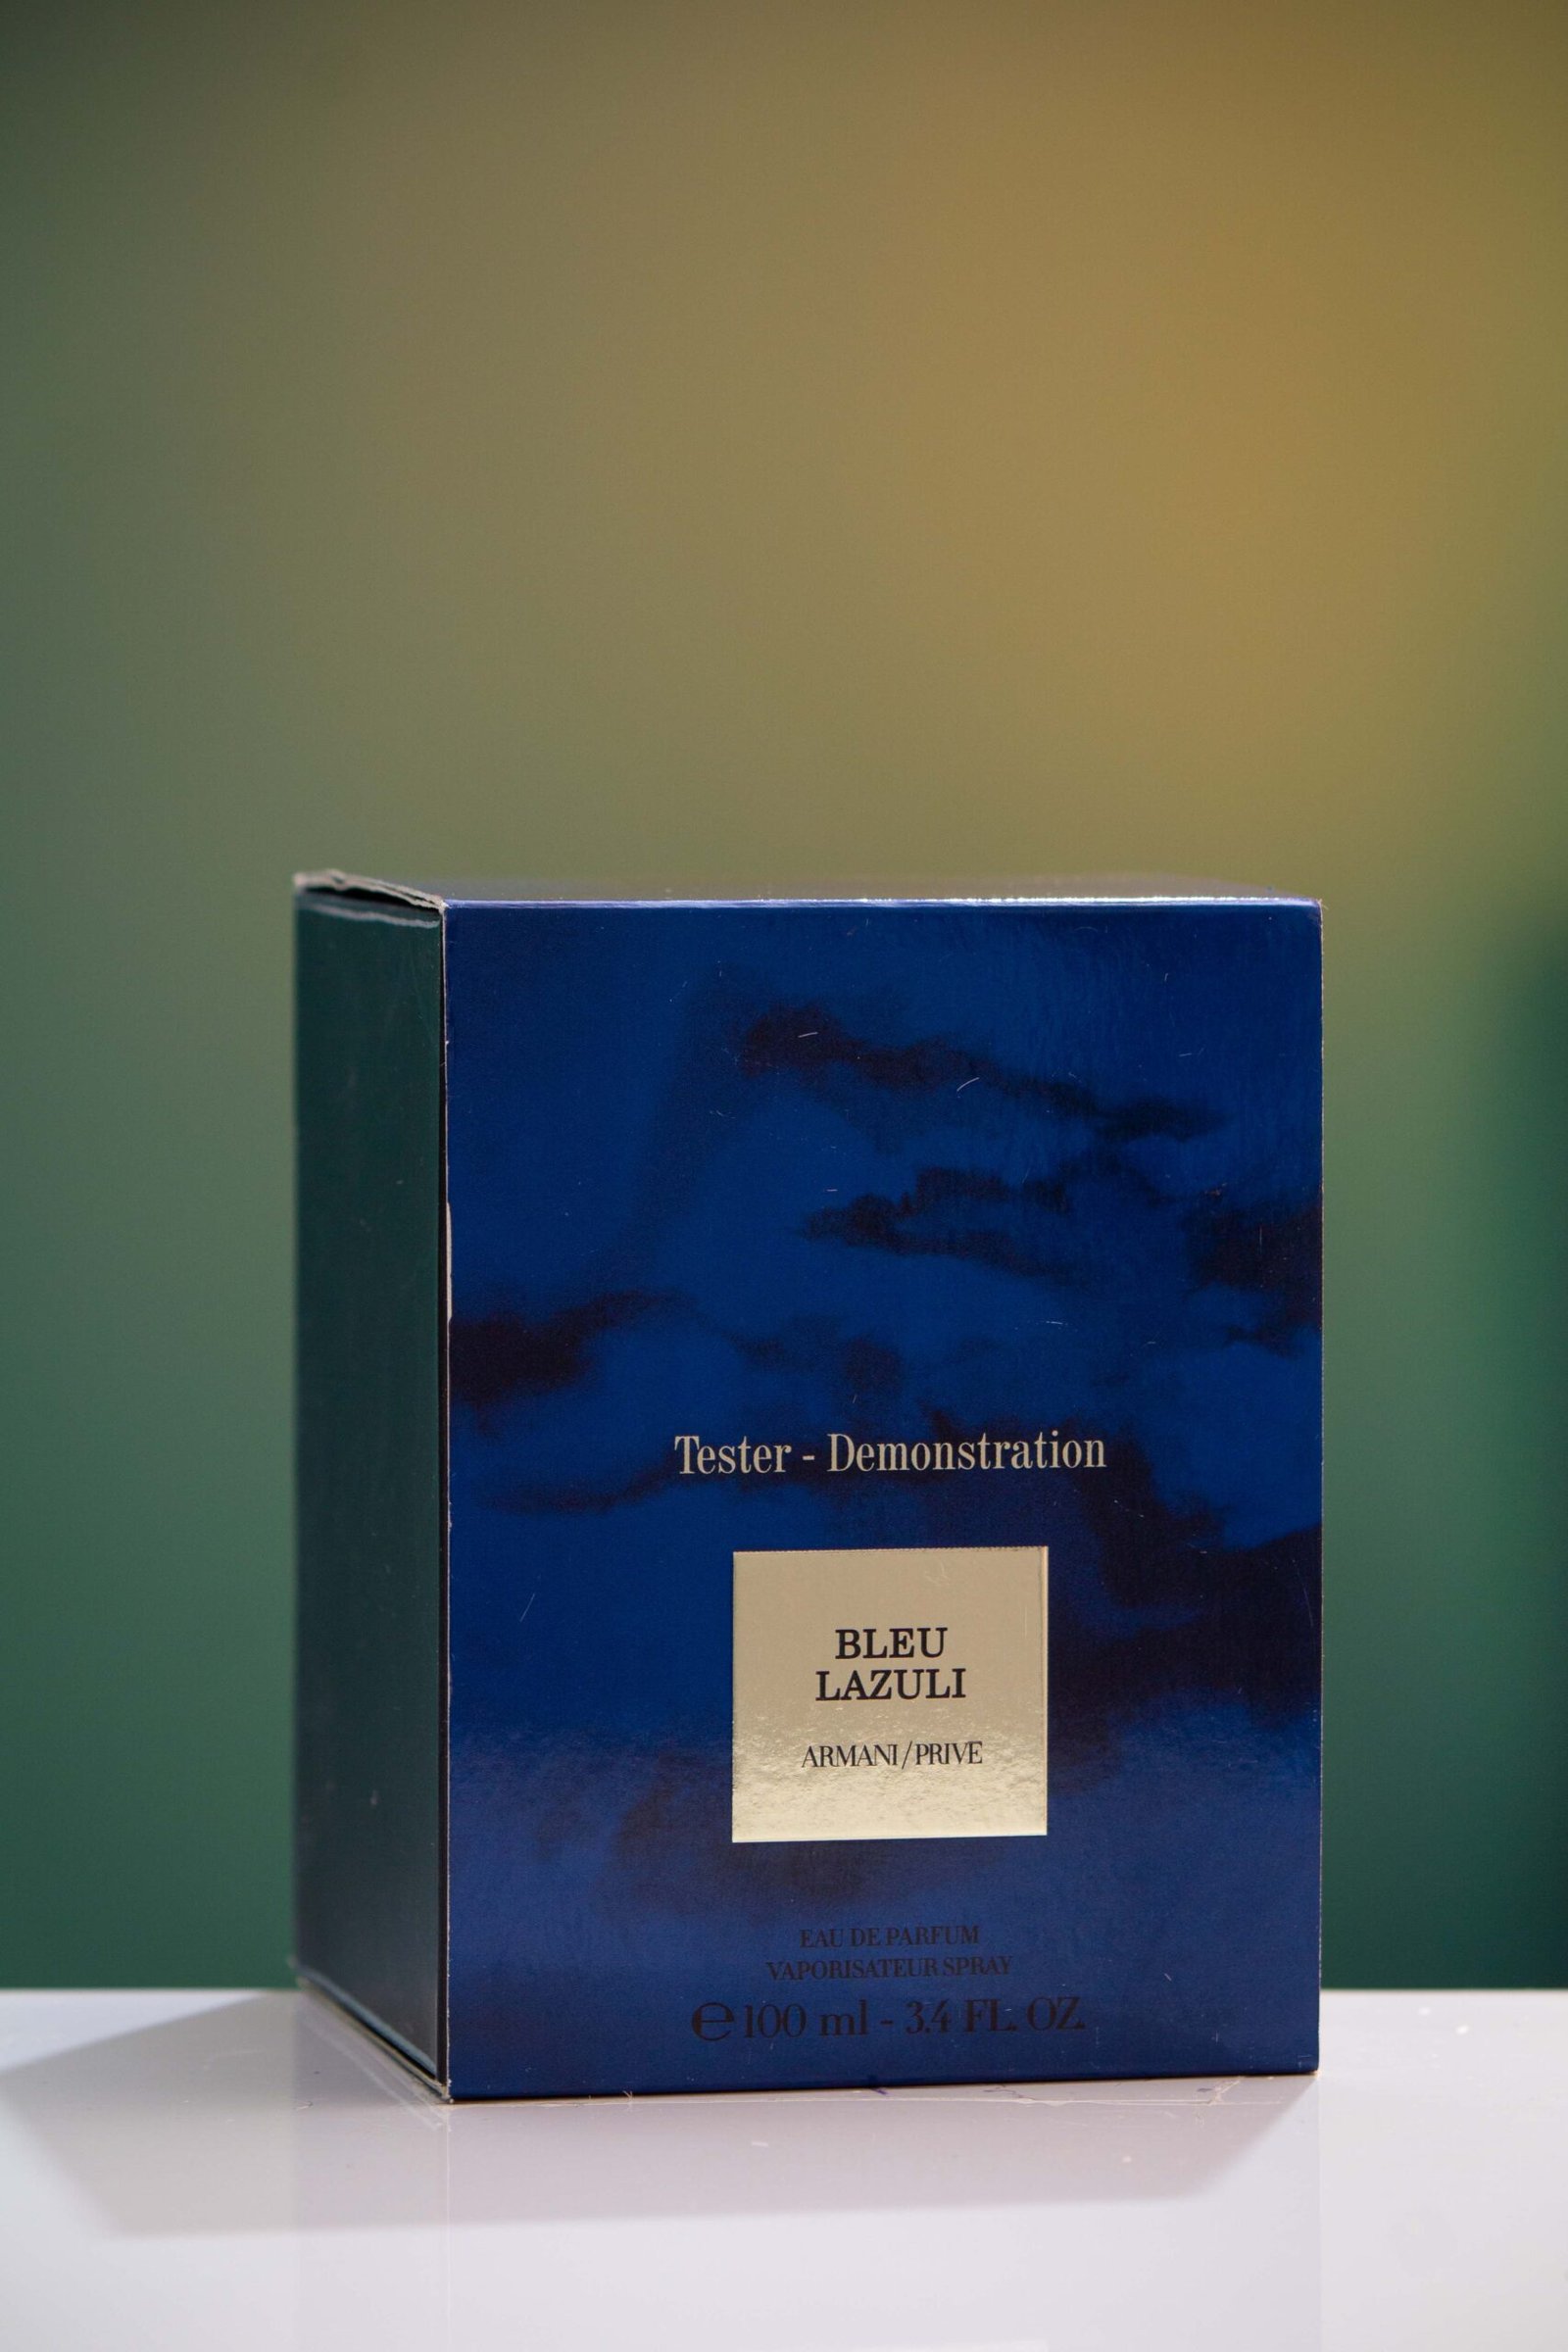 Tester - Demonstration
BLEU
LAZULI
ARMANI/PRIVE
EAU DE PARFUM
VAPORISATEUR SPRAY
℮ 100 ml - 3.4 FL. OZ.